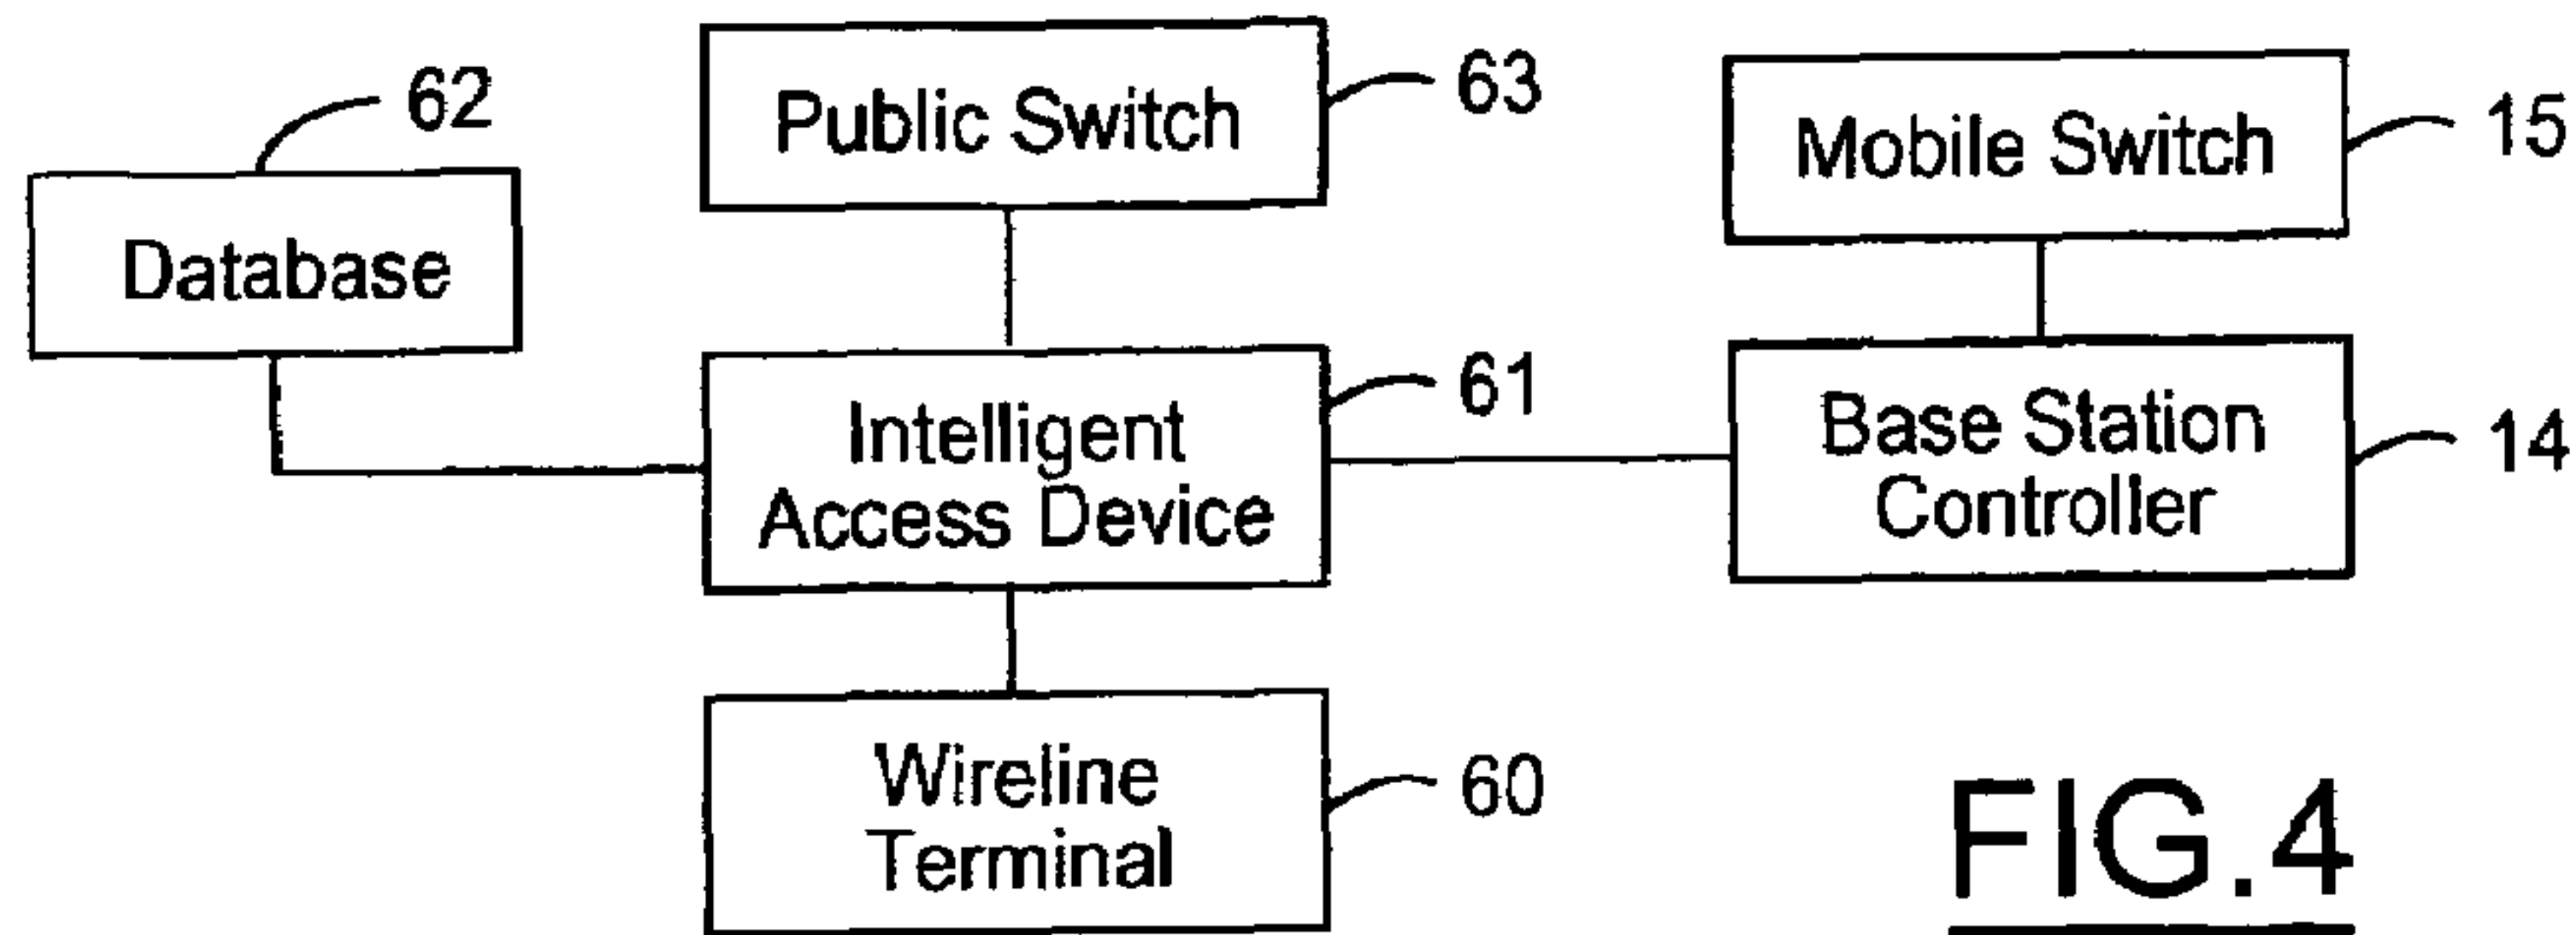 62
Database
Public Switch
63
Mobile Switch
15
Intelligent
Access Device
61
Base Station
Controller
14
Wireline
Terminal
60
FIG.4